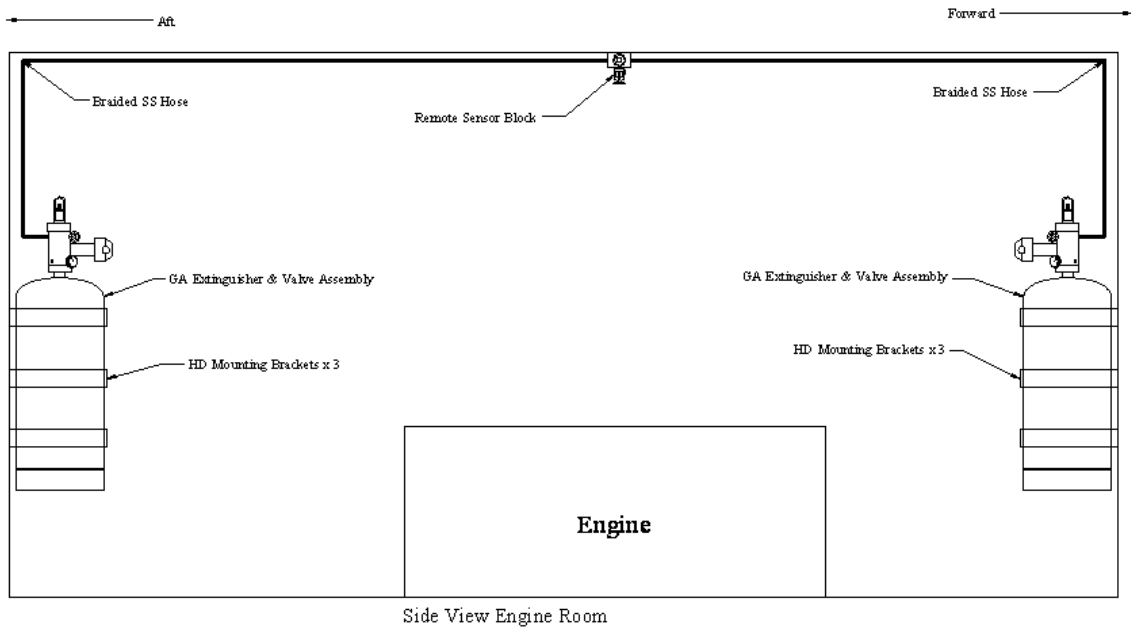 Aft
Forward
Braided SS Hose
Remote Sensor Block
Braided SS Hose
GA Extinguisher & Valve Assembly
GA Extinguisher & Valve Assembly
HD Mounting Brackets x 3
HD Mounting Brackets x 3
Engine
Side View Engine Room